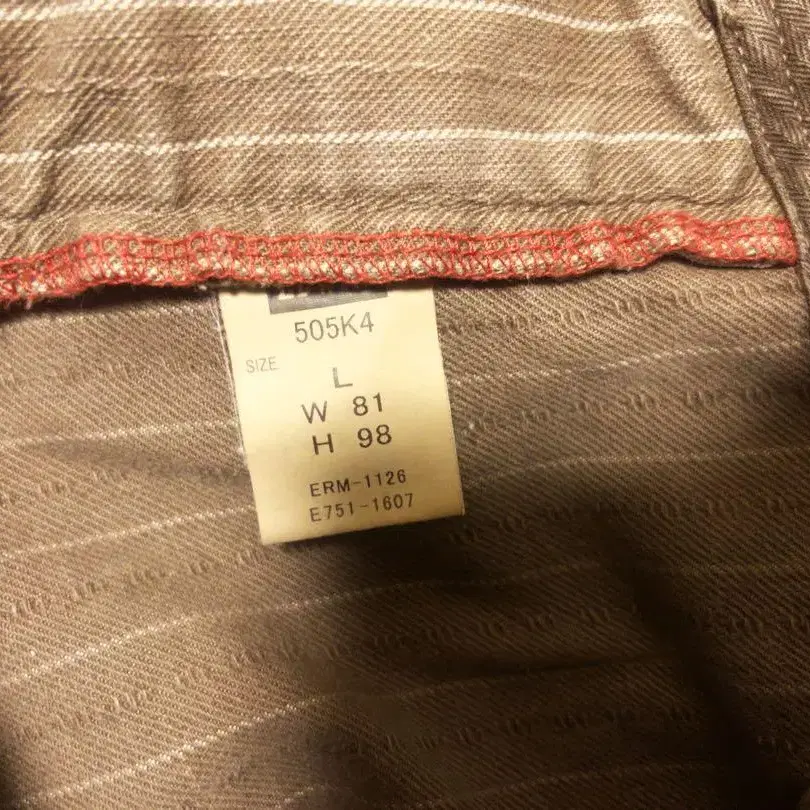 505K4
SIZE
L
W 81
H 98
ERM-1126
E751-1607